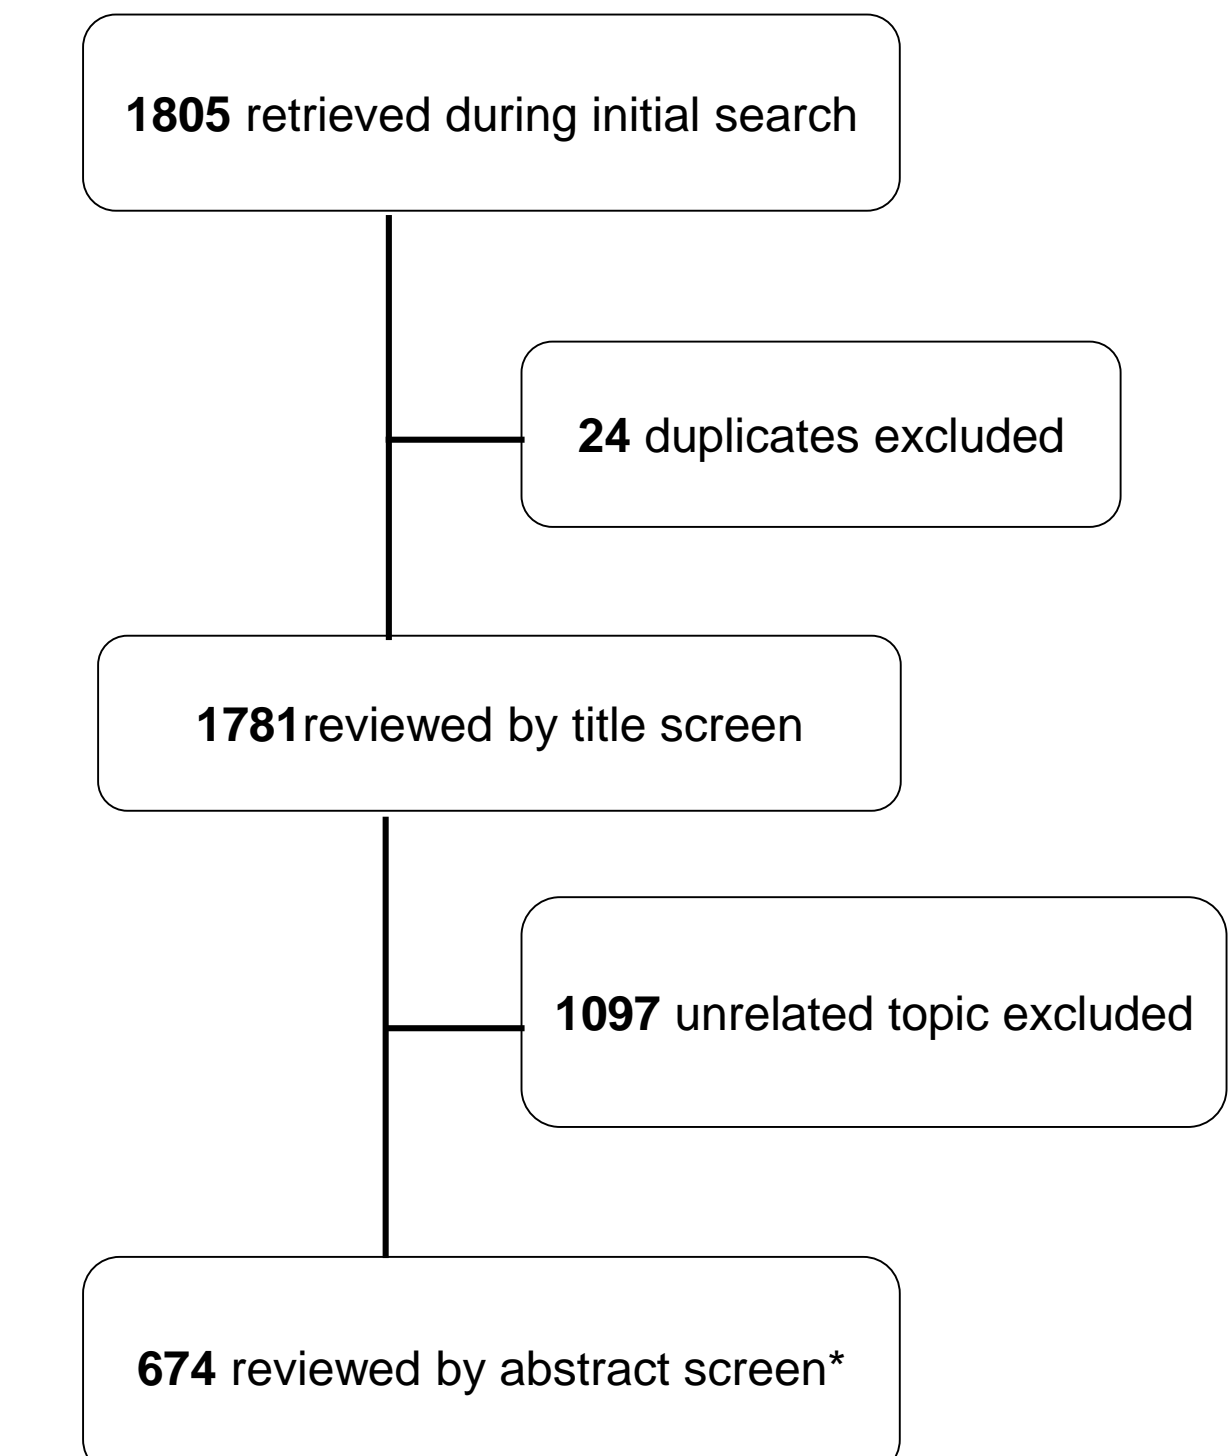 1805 retrieved during initial search
24 duplicates excluded
1781reviewed by title screen
1097 unrelated topic excluded
674 reviewed by abstract screen*